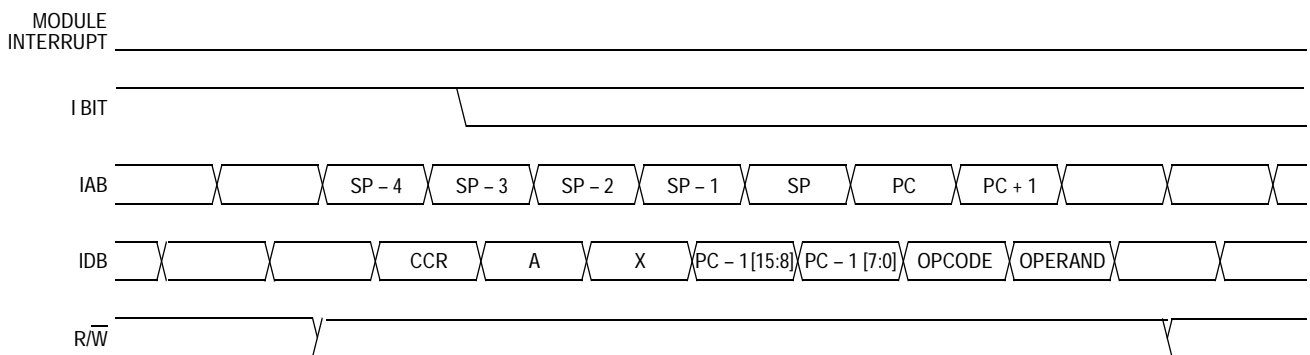 MODULE
INTERRUPT
I BIT
IAB SP – 4 SP – 3 SP – 2 SP – 1 SP PC PC + 1
IDB CCR A X PC – 1 [15:8] PC – 1 [7:0] OPCODE OPERAND
R/W̅